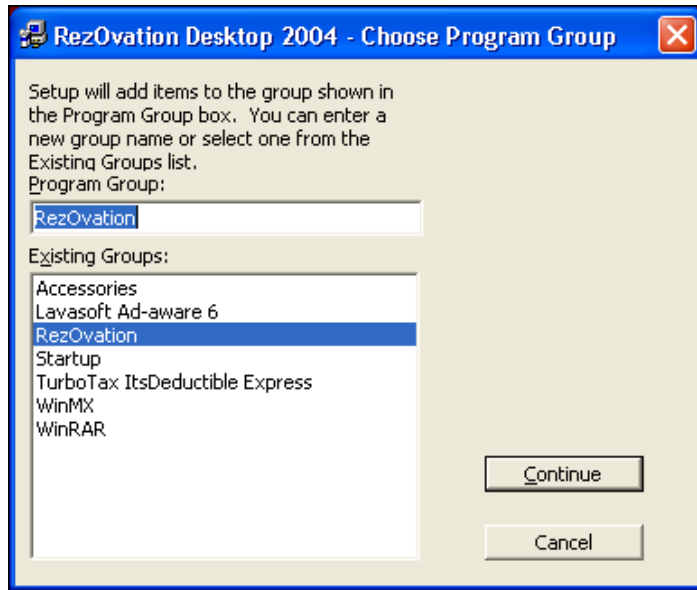 RezOvation Desktop 2004 - Choose Program Group
Setup will add items to the group shown in
the Program Group box.  You can enter a
new group name or select one from the
Existing Groups list.
Program Group:
RezOvation
Existing Groups:
Accessories
Lavasoft Ad-aware 6
RezOvation
Startup
TurboTax ItsDeductible Express
WinMX
WinRAR
Continue
Cancel